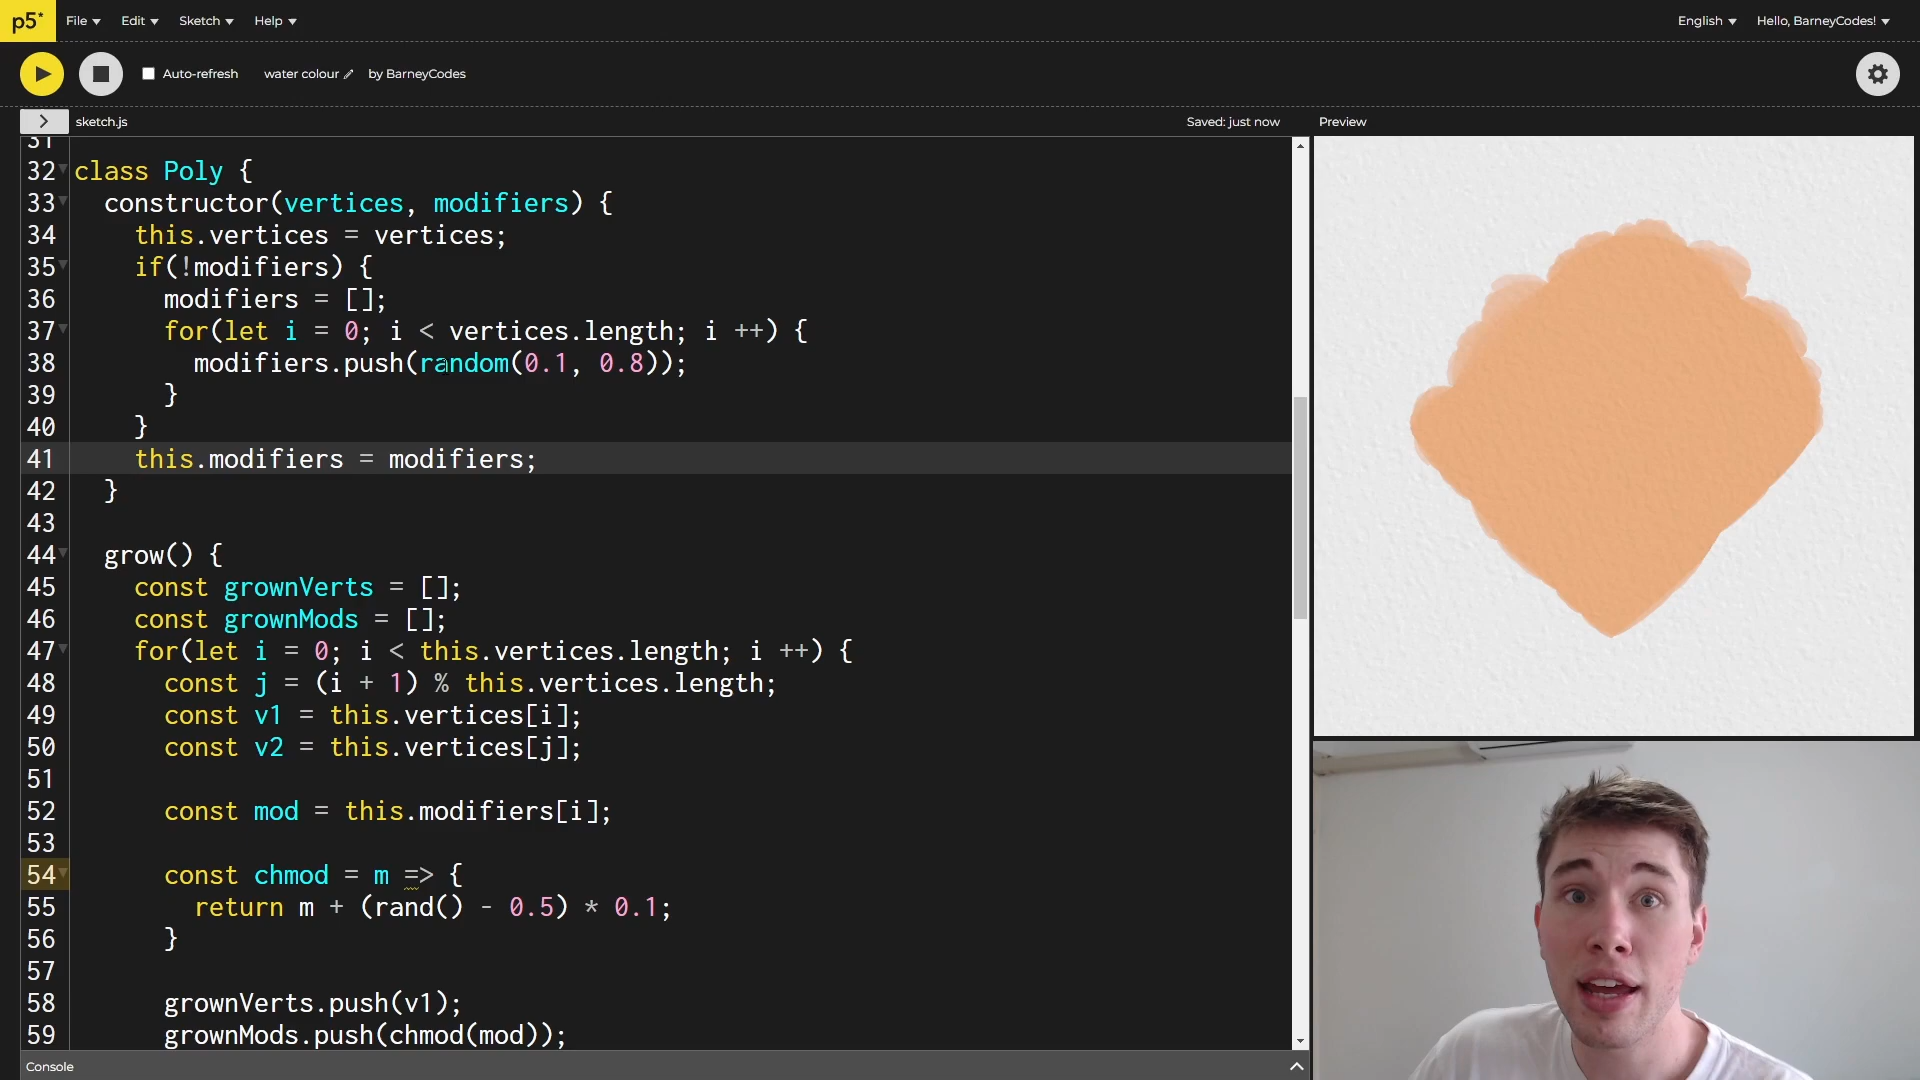 p5* File Edit Sketch Help English Hello, BarneyCodes!
Auto-refresh water colour by BarneyCodes
sketch.js Saved: just now Preview
31
32 class Poly {
33 constructor(vertices, modifiers) {
34 this.vertices = vertices;
35 if(!modifiers) {
36 modifiers = [];
37 for(let i = 0; i < vertices.length; i ++) {
38 modifiers.push(random(0.1, 0.8));
39 }
40 }
41 this.modifiers = modifiers;
42 }
43
44 grow() {
45 const grownVerts = [];
46 const grownMods = [];
47 for(let i = 0; i < this.vertices.length; i ++) {
48 const j = (i + 1) % this.vertices.length;
49 const v1 = this.vertices[i];
50 const v2 = this.vertices[j];
51
52 const mod = this.modifiers[i];
53
54 const chmod = m => {
55 return m + (rand() - 0.5) * 0.1;
56 }
57
58 grownVerts.push(v1);
59 grownMods.push(chmod(mod));
Console